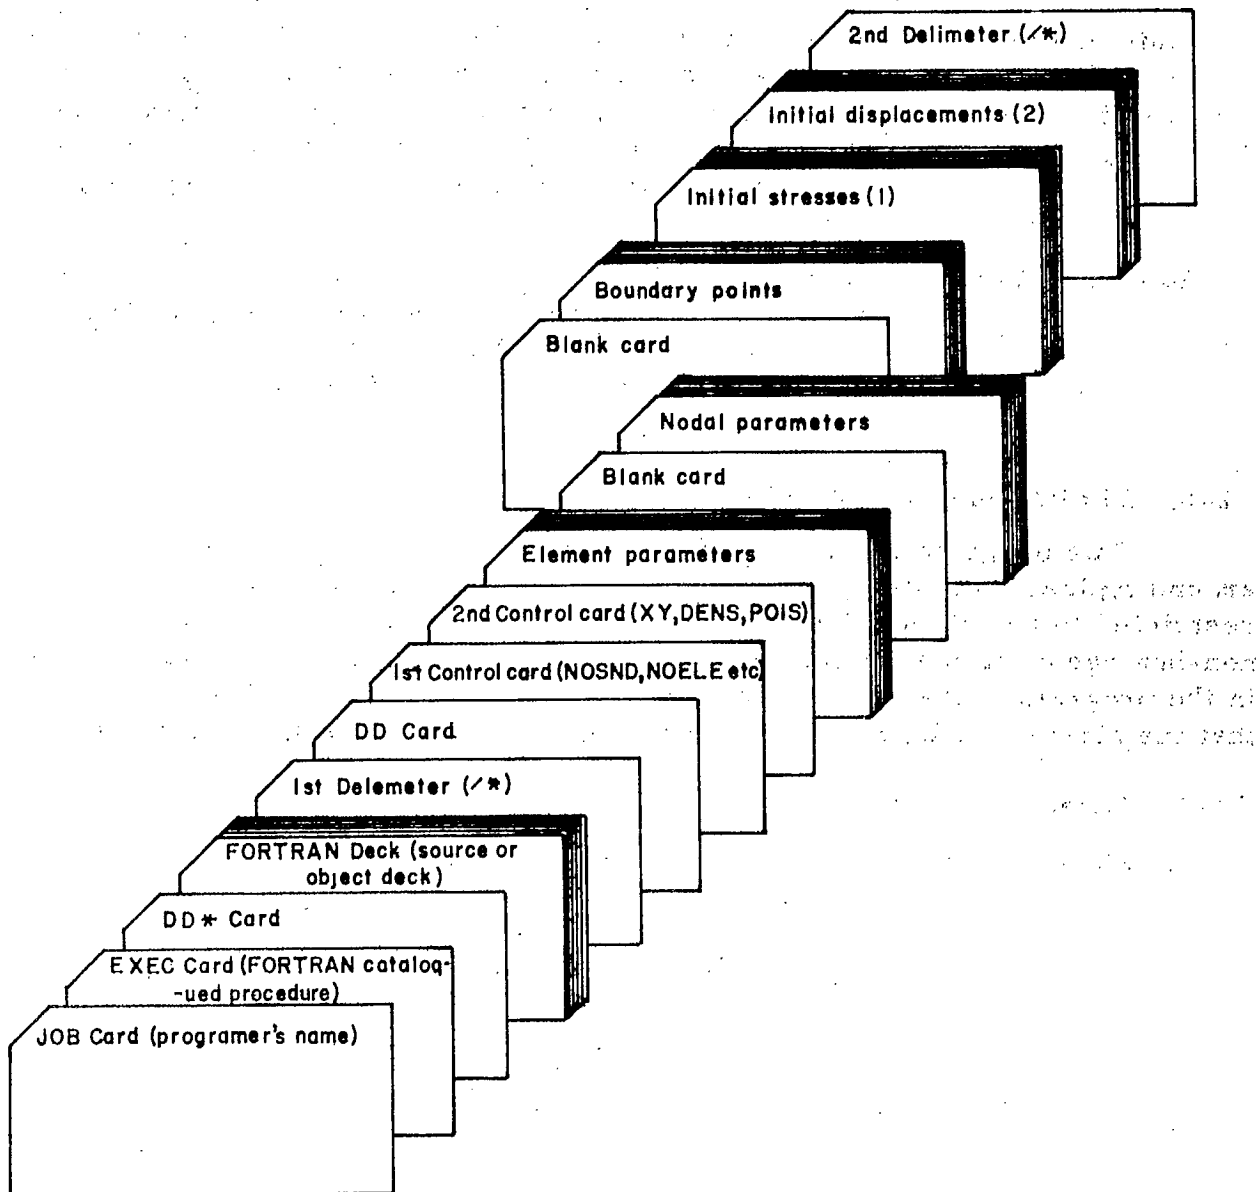 2nd Delimeter (/*)
Initial displacements (2)
Initial stresses (1)
Boundary points
Blank card
Nodal parameters
Blank card
Element parameters
2nd Control card (XY, DENS, POIS)
1st Control card (NOSND, NOELE etc)
DD Card
1st Delemeter (/*)
FORTRAN Deck (source or
object deck)
DD* Card
EXEC Card (FORTRAN catalog-
-ued procedure)
JOB Card (programer's name)